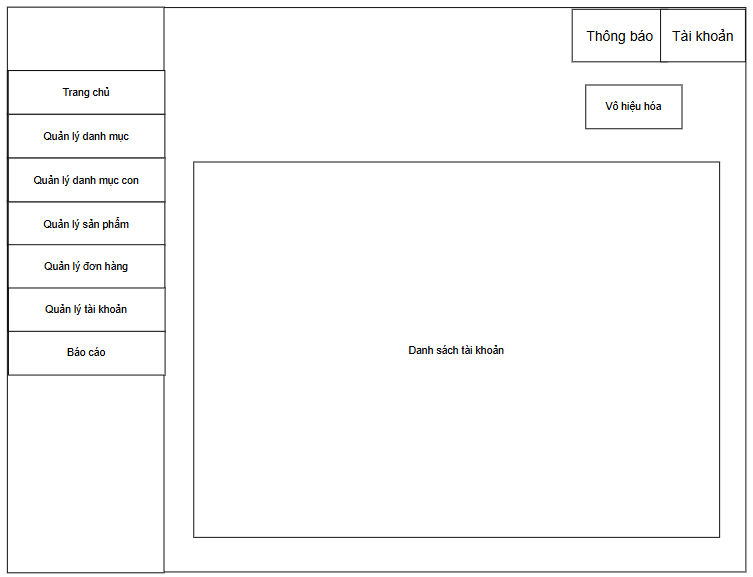 Thông báo
Tài khoản
Trang chủ
Vô hiệu hóa
Quản lý danh mục
Quản lý danh mục con
Quản lý sản phẩm
Quản lý đơn hàng
Quản lý tài khoản
Báo cáo
Danh sách tài khoản